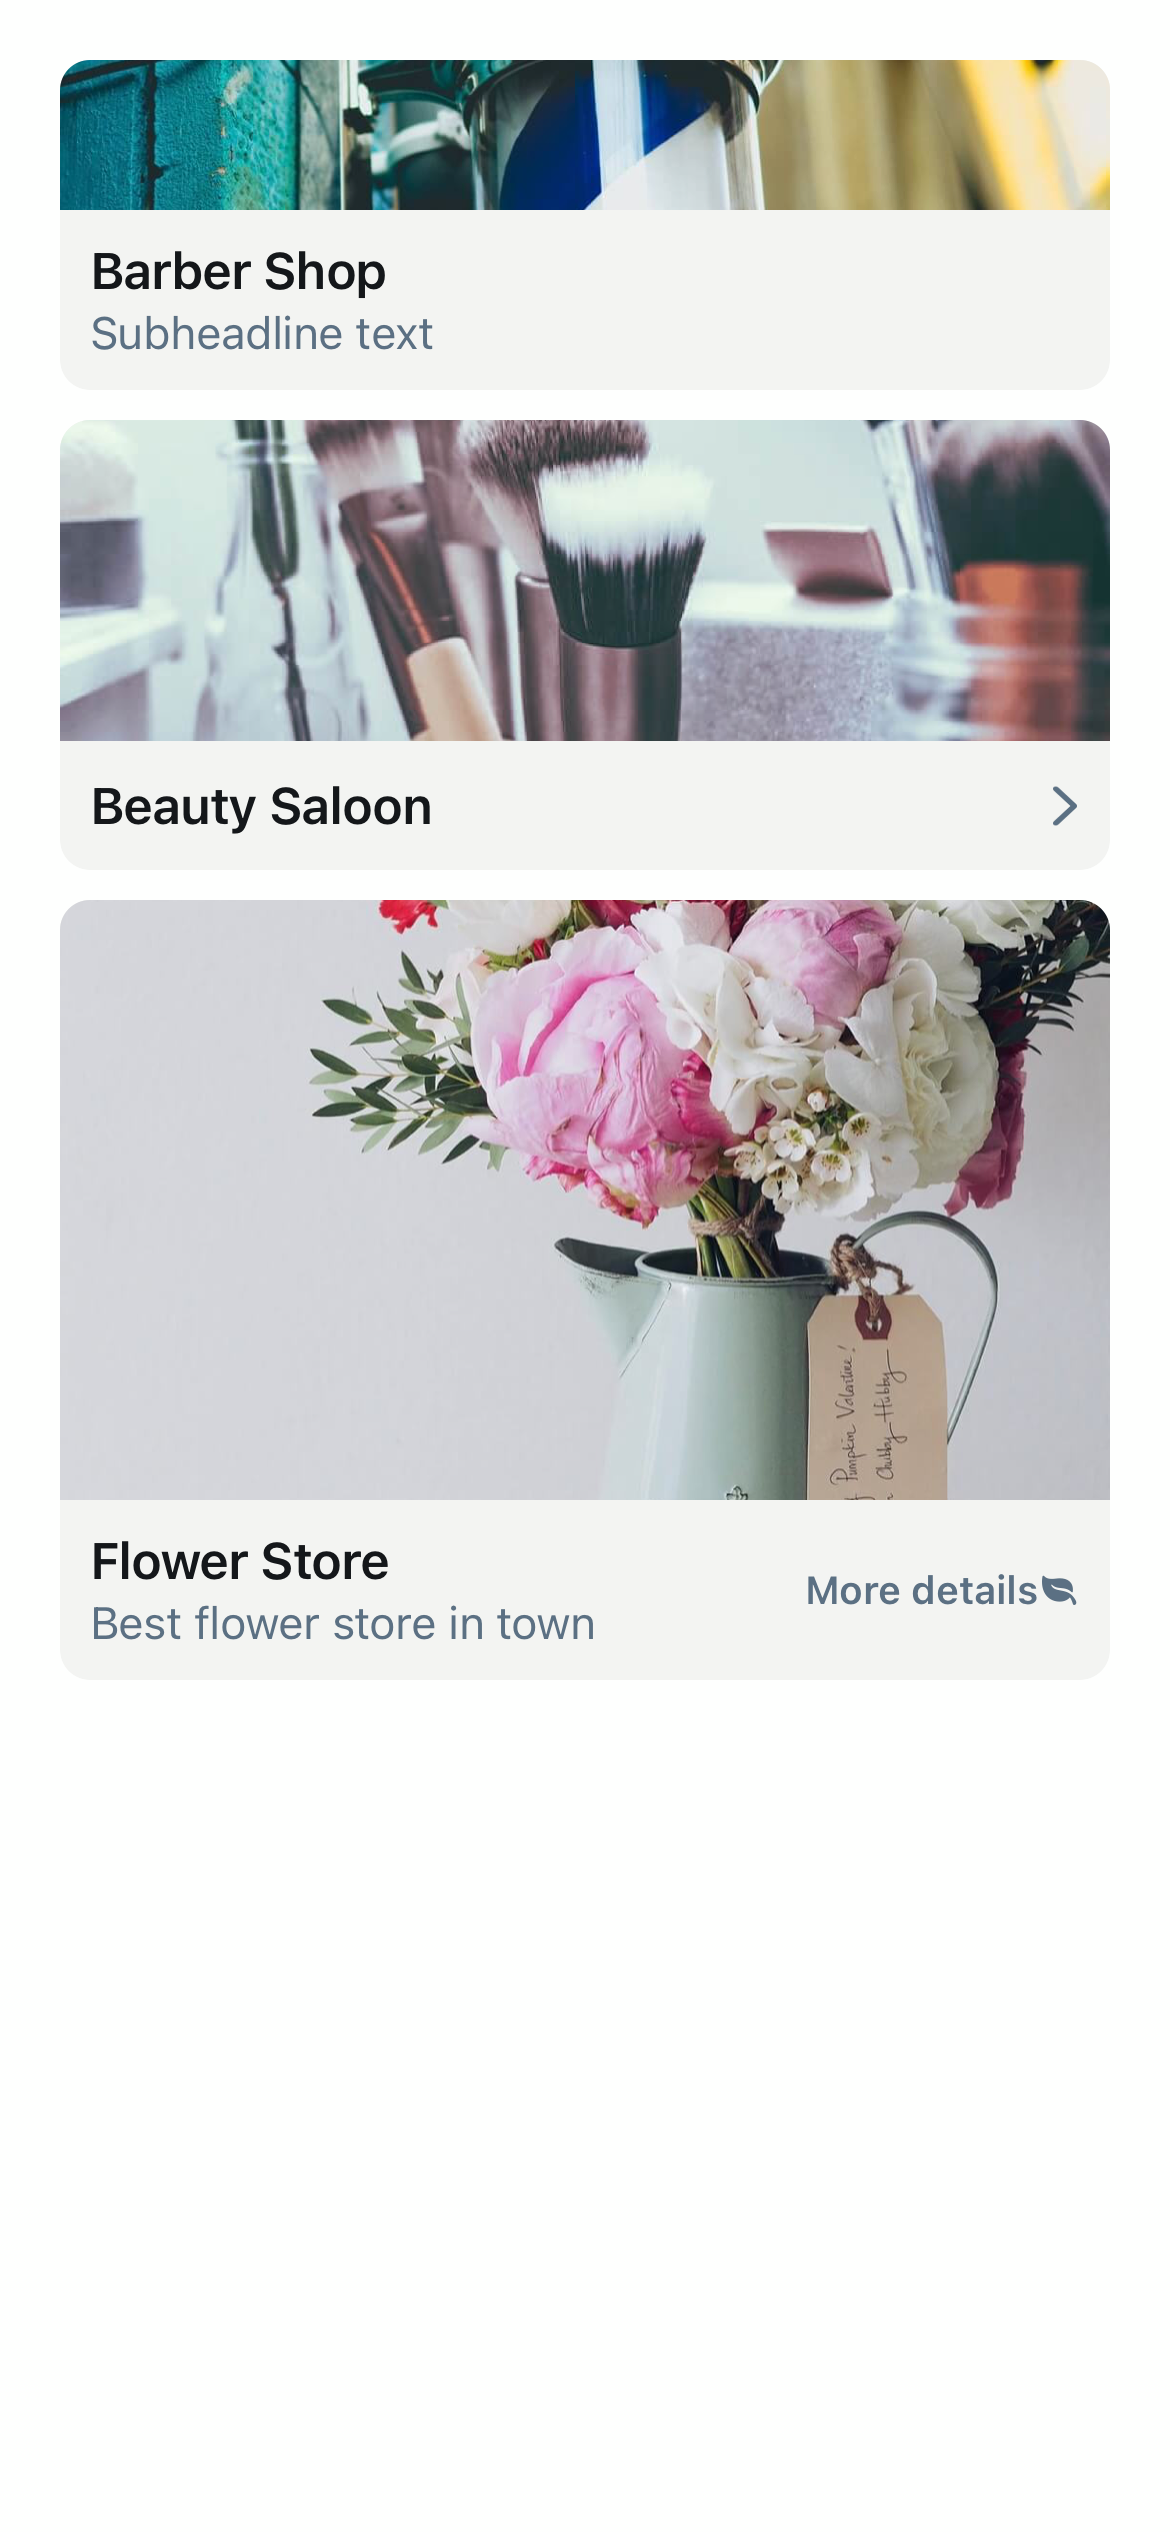 Barber Shop
Subheadline text
Beauty Saloon
Pumpkin Valentine!
Chubby Hubby
Flower Store
Best flower store in town
More details